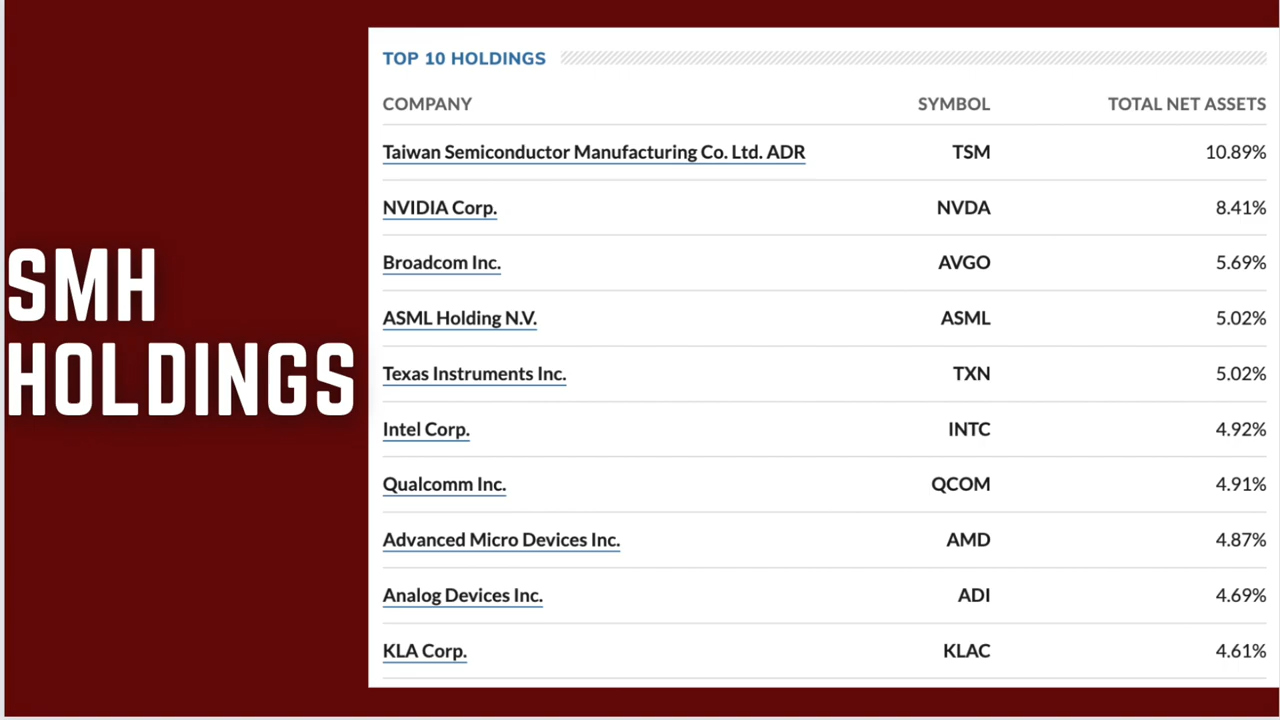 SMH
HOLDINGS
TOP 10 HOLDINGS
COMPANY SYMBOL TOTAL NET ASSETS
Taiwan Semiconductor Manufacturing Co. Ltd. ADR TSM 10.89%
NVIDIA Corp. NVDA 8.41%
Broadcom Inc. AVGO 5.69%
ASML Holding N.V. ASML 5.02%
Texas Instruments Inc. TXN 5.02%
Intel Corp. INTC 4.92%
Qualcomm Inc. QCOM 4.91%
Advanced Micro Devices Inc. AMD 4.87%
Analog Devices Inc. ADI 4.69%
KLA Corp. KLAC 4.61%